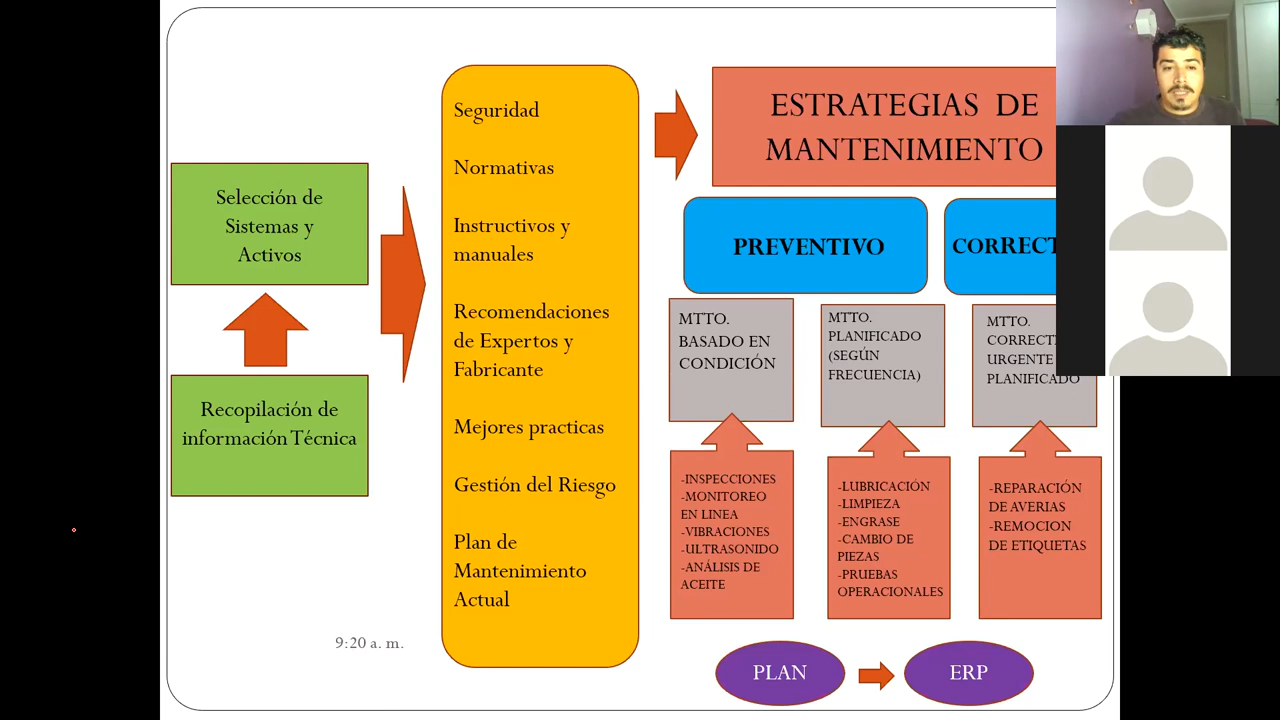 Selección de
Sistemas y
Activos
Recopilación de
información Técnica
Seguridad
Normativas
Instructivos y
manuales
Recomendaciones
de Expertos y
Fabricante
Mejores practicas
Gestión del Riesgo
Plan de
Mantenimiento
Actual
9:20 a. m.
ESTRATEGIAS DE
MANTENIMIENTO
PREVENTIVO
CORRECT
MTTO.
BASADO EN
CONDICIÓN
MTTO.
PLANIFICADO
(SEGÚN
FRECUENCIA)
MTTO.
CORRECTI
URGENTE
PLANIFICADO
-INSPECCIONES
-MONITOREO
EN LINEA
-VIBRACIONES
-ULTRASONIDO
-ANÁLISIS DE
ACEITE
-LUBRICACIÓN
-LIMPIEZA
-ENGRASE
-CAMBIO DE
PIEZAS
-PRUEBAS
OPERACIONALES
-REPARACIÓN
DE AVERIAS
-REMOCION
DE ETIQUETAS
PLAN
ERP